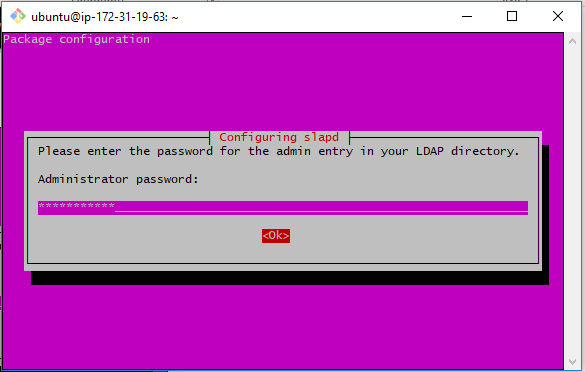 ubuntu@ip-172-31-19-63: ~
Package configuration
Configuring slapd
Please enter the password for the admin entry in your LDAP directory.
Administrator password:
***********
<Ok>